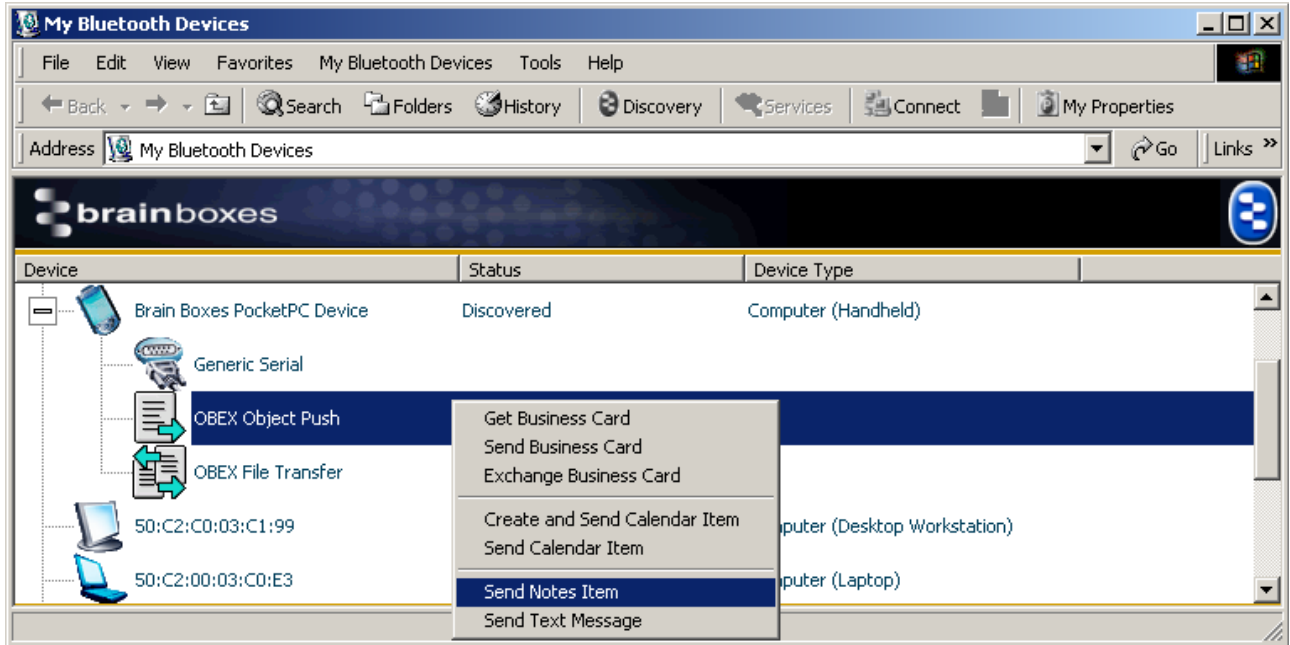 My Bluetooth Devices
File Edit View Favorites My Bluetooth Devices Tools Help
Back Search Folders History Discovery Services Connect My Properties
Address My Bluetooth Devices Go Links »
brainboxes
Device Status Device Type
Brain Boxes PocketPC Device Discovered Computer (Handheld)
Generic Serial
OBEX Object Push
Get Business Card
Send Business Card
Exchange Business Card
OBEX File Transfer
Create and Send Calendar Item
50:C2:C0:03:C1:99 puter (Desktop Workstation)
Send Calendar Item
50:C2:00:03:C0:E3 puter (Laptop)
Send Notes Item
Send Text Message